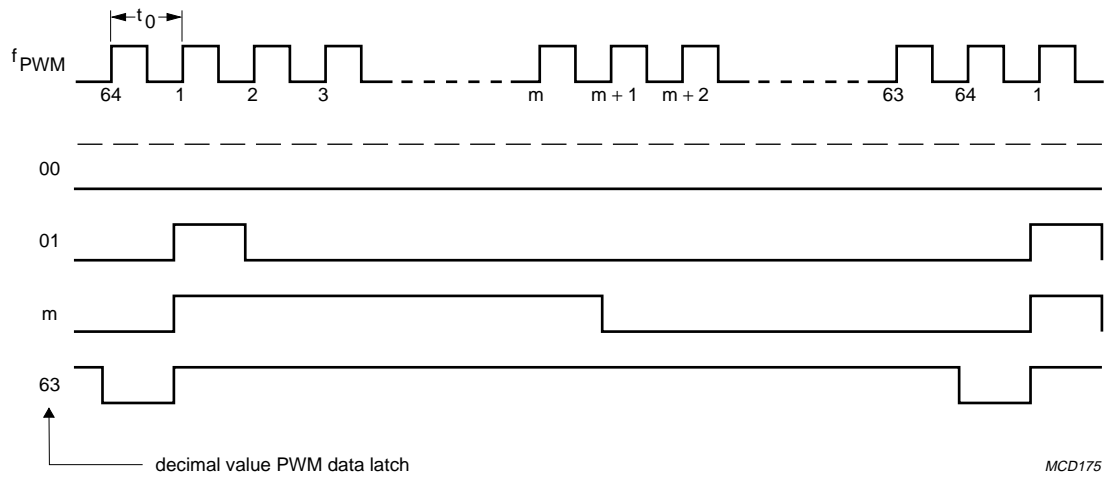 t0
fPWM
64 1 2 3 m m + 1 m + 2 63 64 1
00
01
m
63
decimal value PWM data latch
MCD175